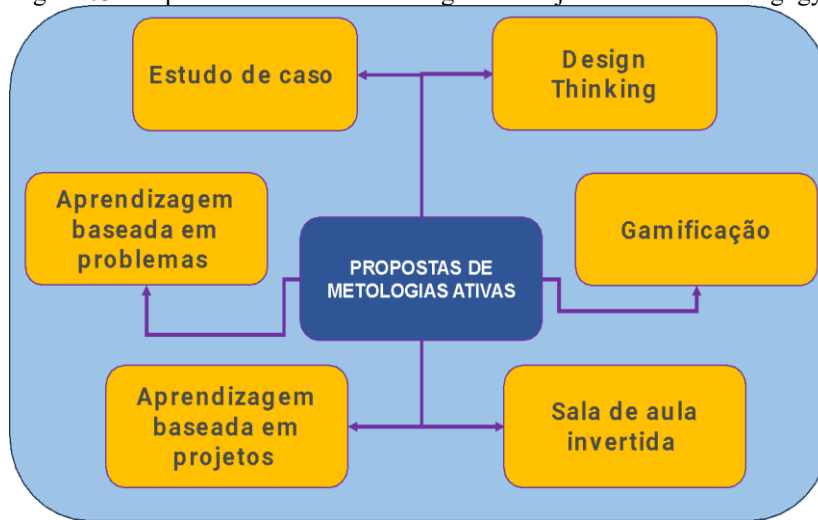 Estudo de caso
Design
Thinking
Aprendizagem
baseada em
problemas
Gamificação
PROPOSTAS DE
METOLOGIAS ATIVAS
Aprendizagem
baseada em
projetos
Sala de aula
invertida